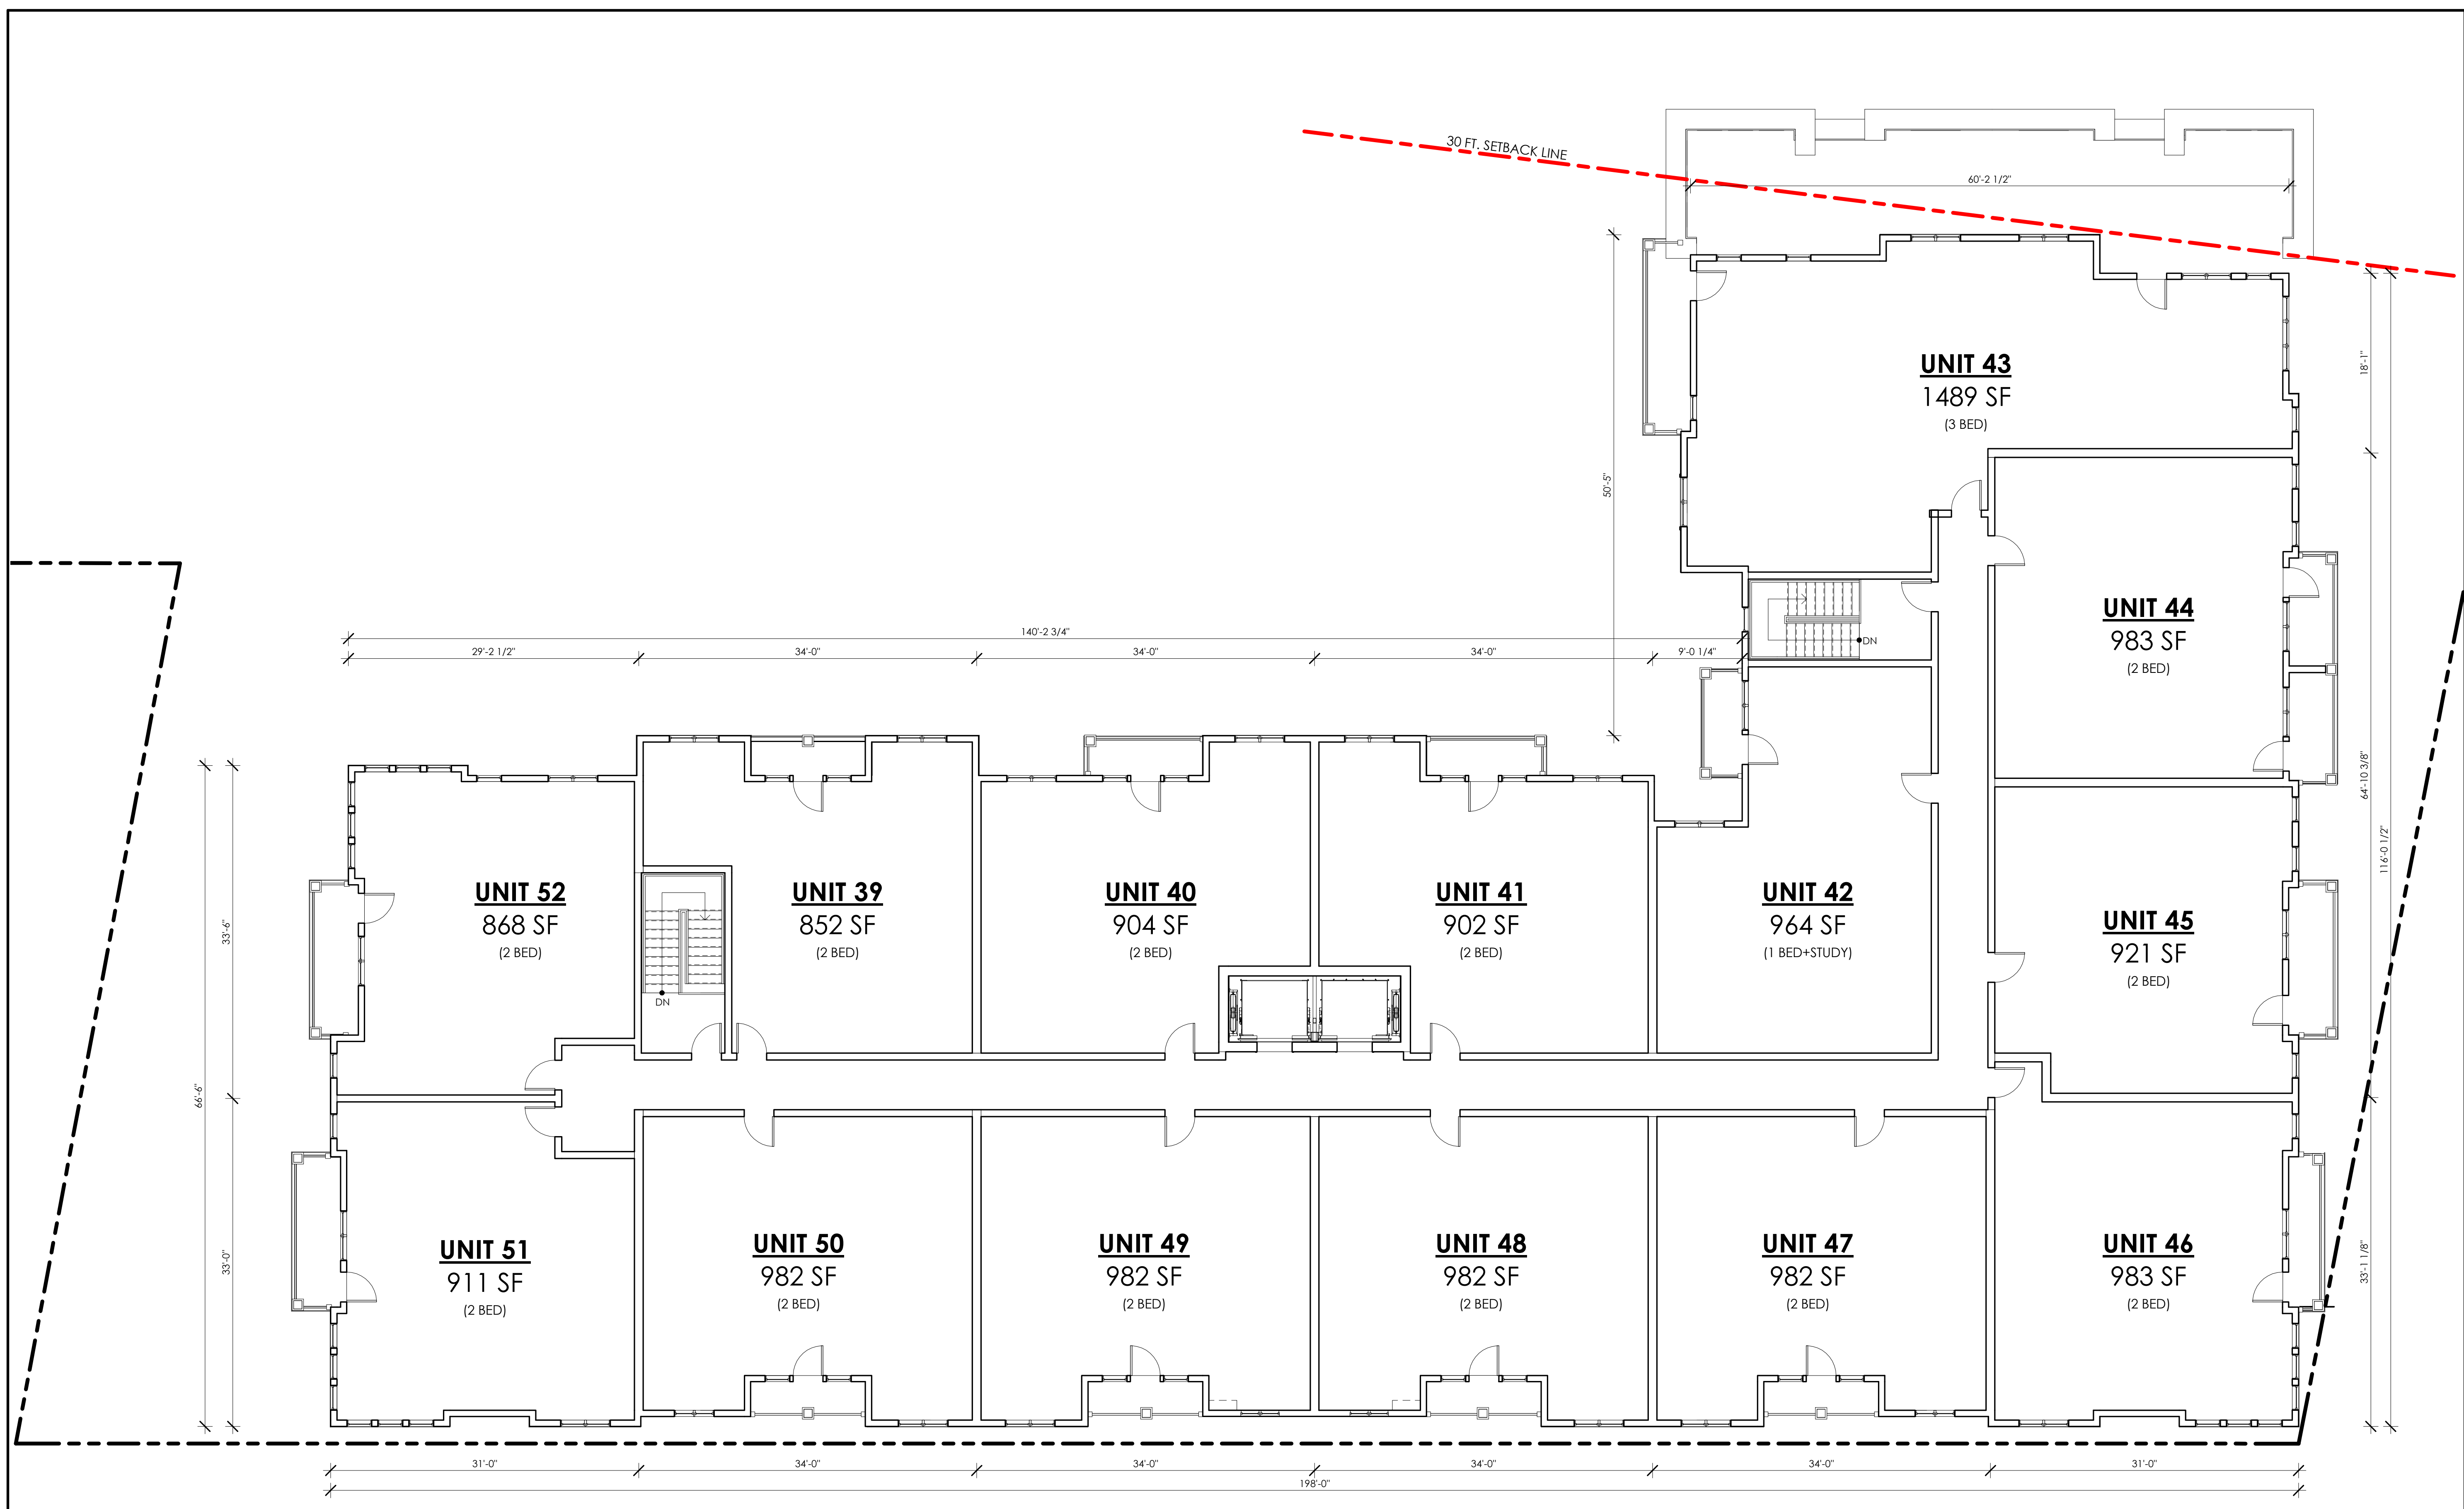 30 FT. SETBACK LINE
60'-2 1/2"
UNIT 43
1489 SF
(3 BED)
18'-1"
50'-5"
UNIT 44
983 SF
(2 BED)
DN
140'-2 3/4"
29'-2 1/2"
34'-0"
34'-0"
34'-0"
9'-0 1/4"
64'-10 3/8"
116'-0 1/2"
UNIT 52
868 SF
(2 BED)
UNIT 39
852 SF
(2 BED)
UNIT 40
904 SF
(2 BED)
UNIT 41
902 SF
(2 BED)
UNIT 42
964 SF
(1 BED+STUDY)
UNIT 45
921 SF
(2 BED)
DN
33'-6"
66'-6"
33'-0"
UNIT 51
911 SF
(2 BED)
UNIT 50
982 SF
(2 BED)
UNIT 49
982 SF
(2 BED)
UNIT 48
982 SF
(2 BED)
UNIT 47
982 SF
(2 BED)
UNIT 46
983 SF
(2 BED)
33'-1 1/8"
31'-0"
34'-0"
34'-0"
34'-0"
34'-0"
31'-0"
198'-0"